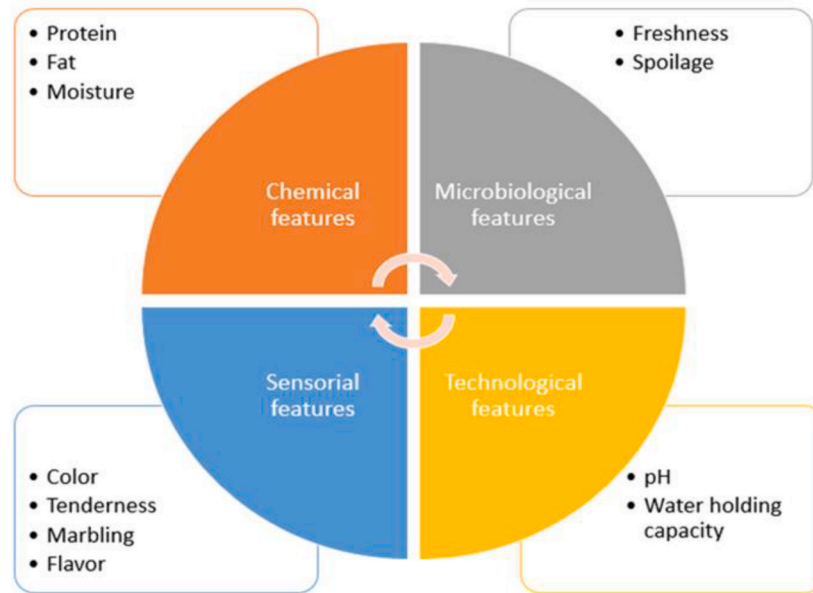 • Protein
• Fat
• Moisture
• Freshness
• Spoilage
Chemical
features
Microbiological
features
Sensorial
features
Technological
features
• Color
• Tenderness
• Marbling
• Flavor
• pH
• Water holding
capacity